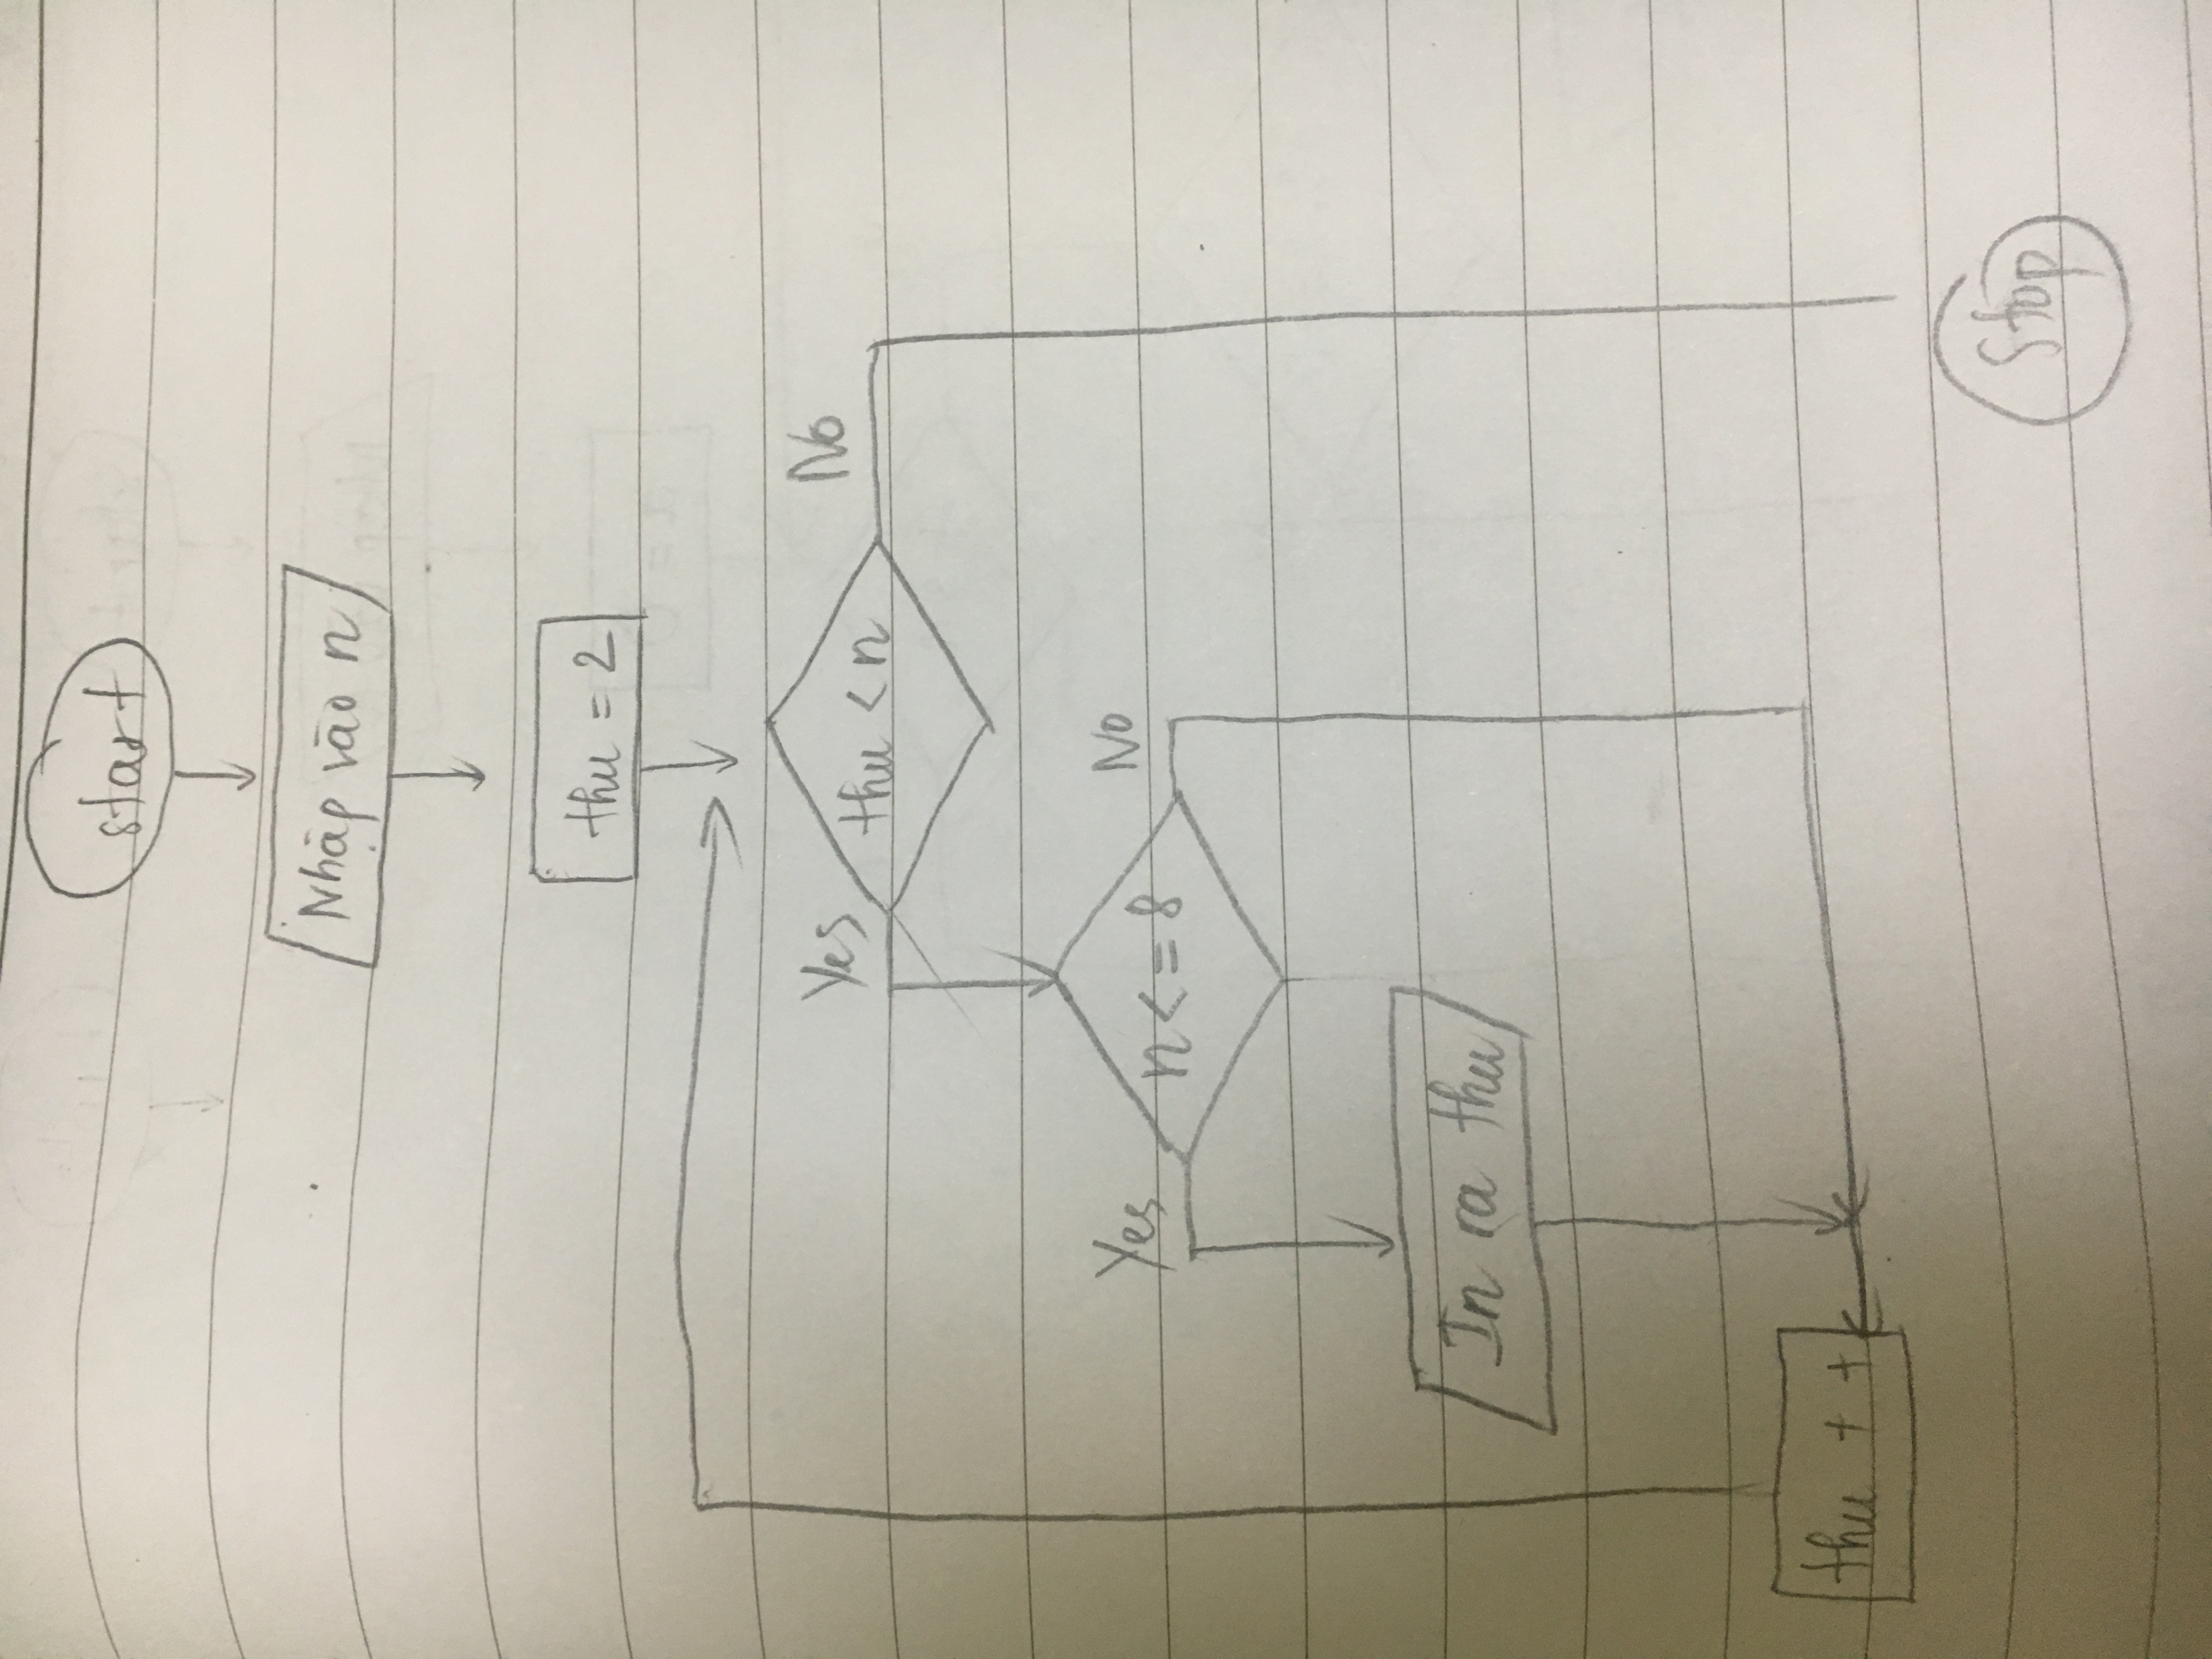 start
Nhập vào n
thu = 2
Yes
thu < n
No
Yes
n < = 8
No
In ra thu
thu + +
Stop